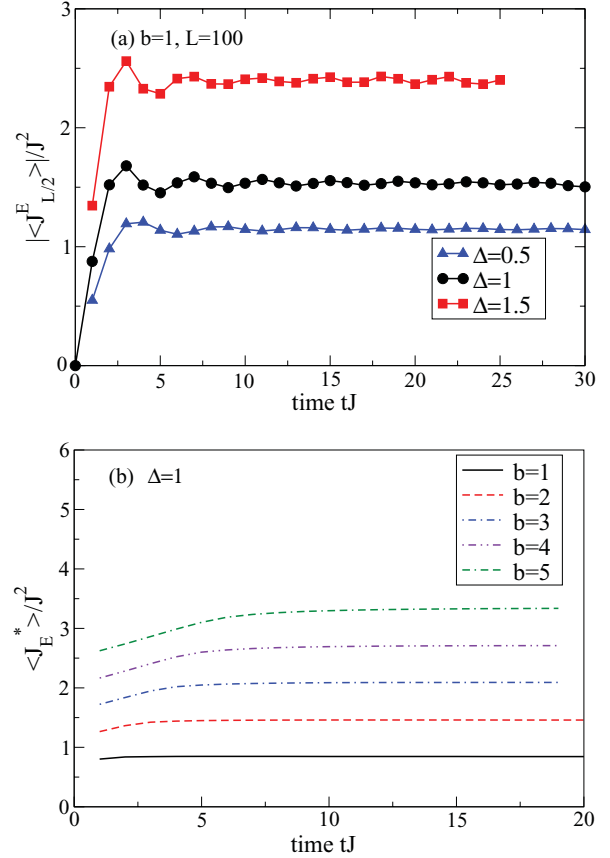 (a) b=1, L=100
|<J^E_{L/2}>|/J^2
3
2
1
0
Δ=0.5
Δ=1
Δ=1.5
0 5 10 15 20 25 30
time tJ
(b) Δ=1
<J_E^*>/J^2
6
5
4
3
2
1
0
b=1
b=2
b=3
b=4
b=5
0 5 10 15 20
time tJ